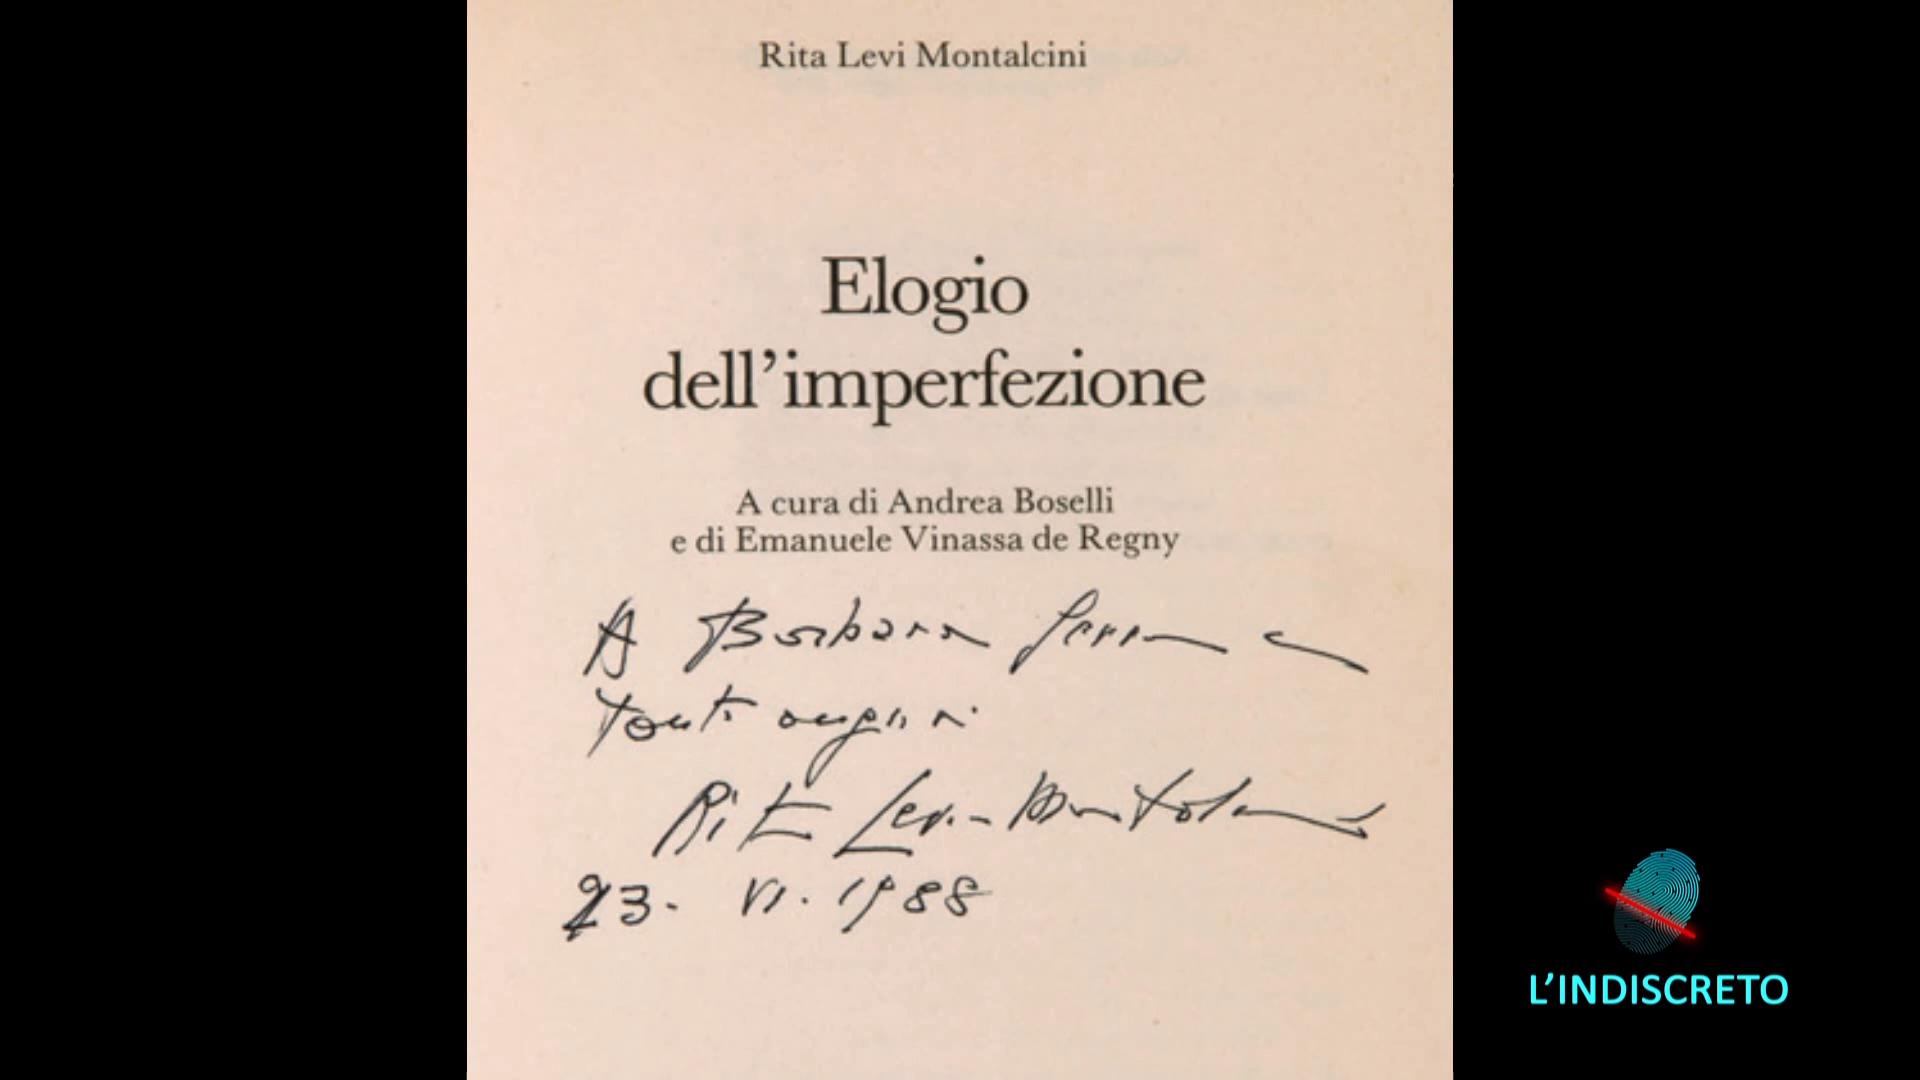 Rita Levi Montalcini
Elogio
dell'imperfezione
A cura di Andrea Boselli
e di Emanuele Vinassa de Regny
A Barbara
Tanti auguri
Rita Levi-Montalcini
23. VI. 1988
L'INDISCRETO